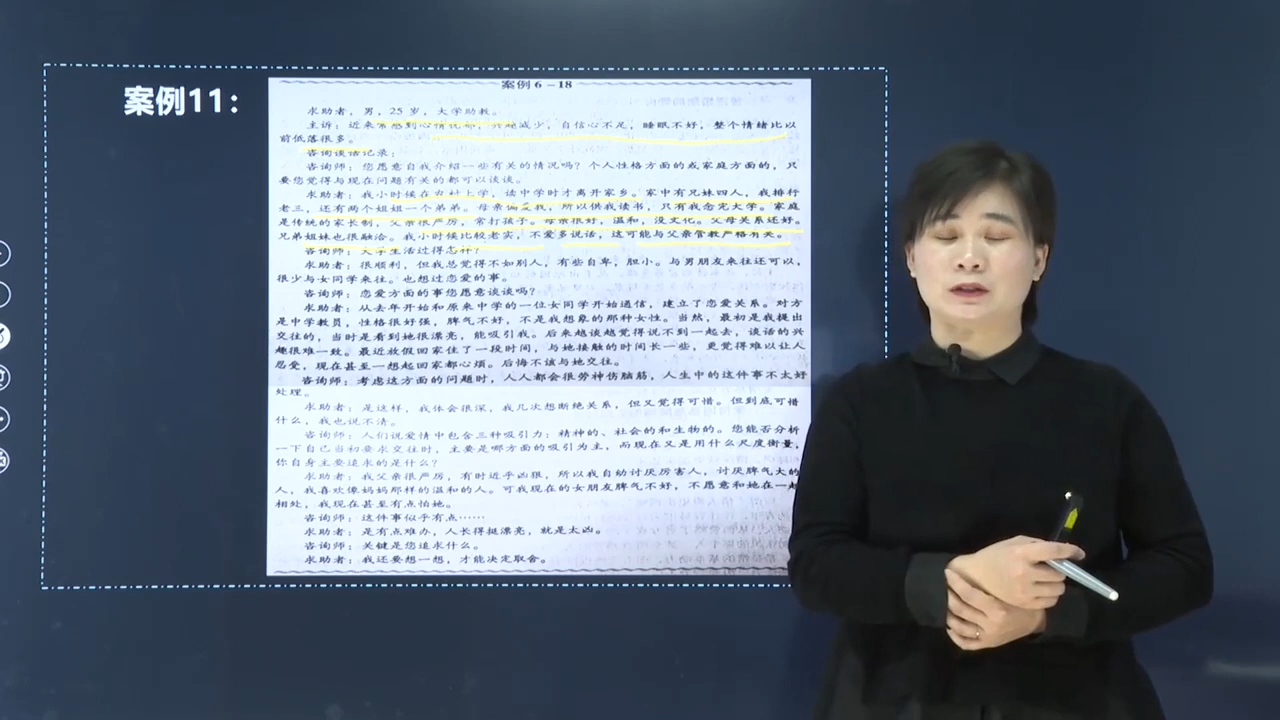 案例11：
案例 6－18
求助者，男，25 岁，大学助教。
主诉：近来常感到心情忧郁，兴趣减少，自信心不足，睡眠不好，整个情绪比以
前低落很多。
咨询谈话记录：
咨询师：您愿意自我介绍一些有关的情况吗？个人性格方面的或家庭方面的，只
要您觉得与现在问题有关的都可以谈谈。
求助者：我小时候在农村上学，读中学时才离开家乡。家中有兄妹四人，我排行
老三，还有两个姐姐一个弟弟。母亲偏爱我，所以供我读书，只有我念完大学。家庭
是传统的家长制，父亲很严厉，常打孩子。母亲很好，温和，没文化。父母关系还好。
兄弟姐妹也很融洽。我小时候比较老实，不爱多说话，这可能与父亲管教严格有关。
咨询师：大学生活过得怎样？
求助者：很顺利，但我总觉得不如别人，有些自卑，胆小。与男朋友来往还可以，
很少与女同学来往。也想过恋爱的事。
咨询师：恋爱方面的事您愿意谈谈吗？
求助者：从去年开始和原来中学的一位女同学开始通信，建立了恋爱关系。对方
是中学教员，性格很好强，脾气不好，不是我想象的那种女性。当然，最初是我提出
交往的，当时是看到她很漂亮，能吸引我。后来越谈越觉得说不到一起去，谈话的兴
趣很难一致。最近放假回家住了一段时间，与她接触的时间长一些，更觉得难以让人
忍受，现在甚至一想起回家都心烦。后悔不该与她交往。
咨询师：考虑这方面的问题时，人人都会很劳神伤脑筋，人生中的这件事不太好
处理。
求助者：是这样，我体会很深，我几次想断绝关系，但又觉得可惜。但到底可惜
什么，我也说不清。
咨询师：人们说爱情中包含三种吸引力：精神的、社会的和生物的。您能否分析
一下自己当初要求交往时，主要是哪方面的吸引为主，而现在又是用什么尺度衡量，
你自身主要追求的是什么？
求助者：我父亲很严厉，有时近乎凶狠，所以我自幼讨厌厉害人，讨厌脾气大的
人，我喜欢像妈妈那样的温和的人。可我现在的女朋友脾气不好，不愿意和她在一起
相处，我现在甚至有点怕她。
咨询师：这件事似乎有点……
求助者：是有点难办，人长得挺漂亮，就是太凶。
咨询师：关键是您追求什么。
求助者：我还要想一想，才能决定取舍。